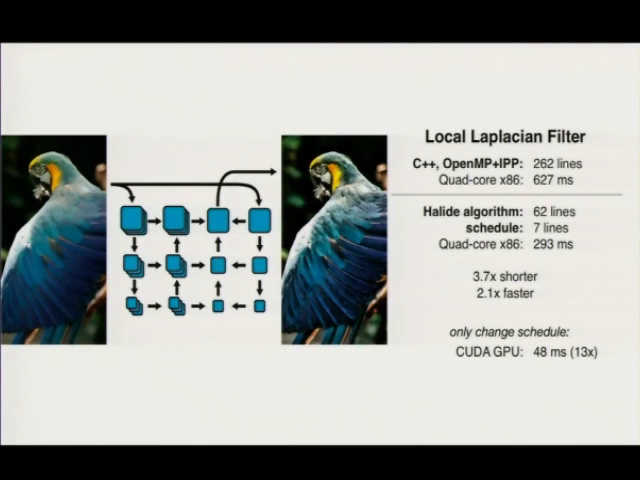 Local Laplacian Filter
C++, OpenMP+IPP: 262 lines
Quad-core x86: 627 ms
Halide algorithm: 62 lines
schedule: 7 lines
Quad-core x86: 293 ms
3.7x shorter
2.1x faster
only change schedule:
CUDA GPU: 48 ms (13x)